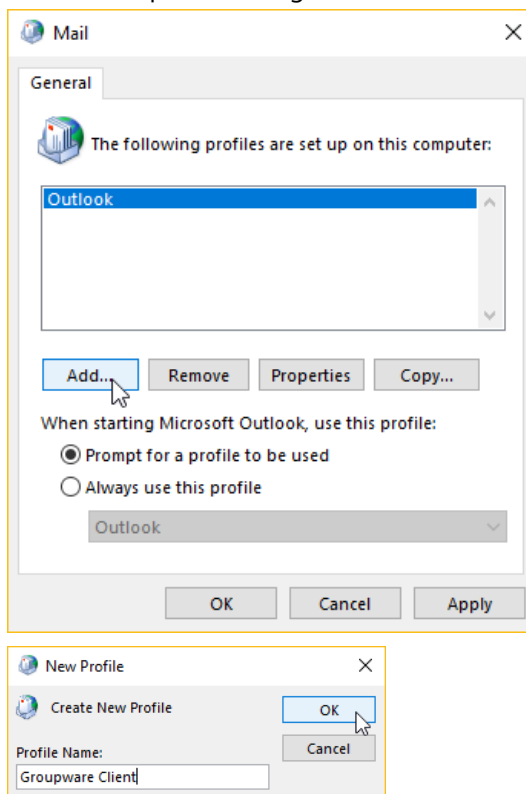 Mail
General
The following profiles are set up on this computer:
Outlook
Add... Remove Properties Copy...
When starting Microsoft Outlook, use this profile:
Prompt for a profile to be used
Always use this profile
Outlook
OK Cancel Apply
New Profile
Create New Profile OK
Cancel
Profile Name:
Groupware Client